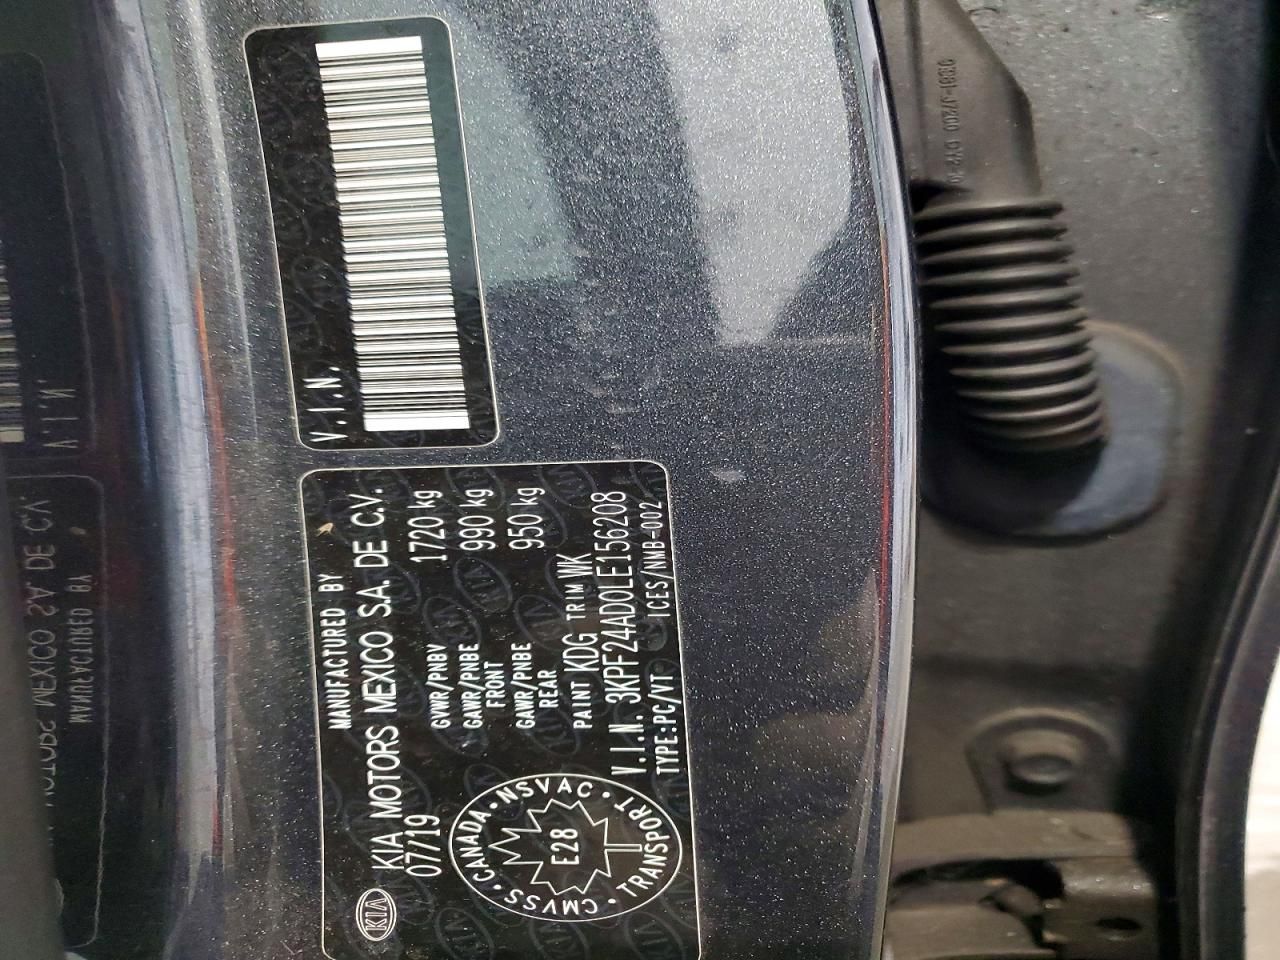 V.I.N.
MANUFACTURED BY
KIA KIA MOTORS MEXICO S.A. DE C.V.
07/19
GVWR/PNBV 1720 kg
GAWR/PNBE FRONT 990 kg
GAWR/PNBE REAR 950 kg
PAINT KDG TRIM WK
V.I.N. 3KPF24AD0LE156208
TYPE:PC/VT ICES/NMB-002
CANADA • NSVAC • TRANSPORT • CMVSS •
E28